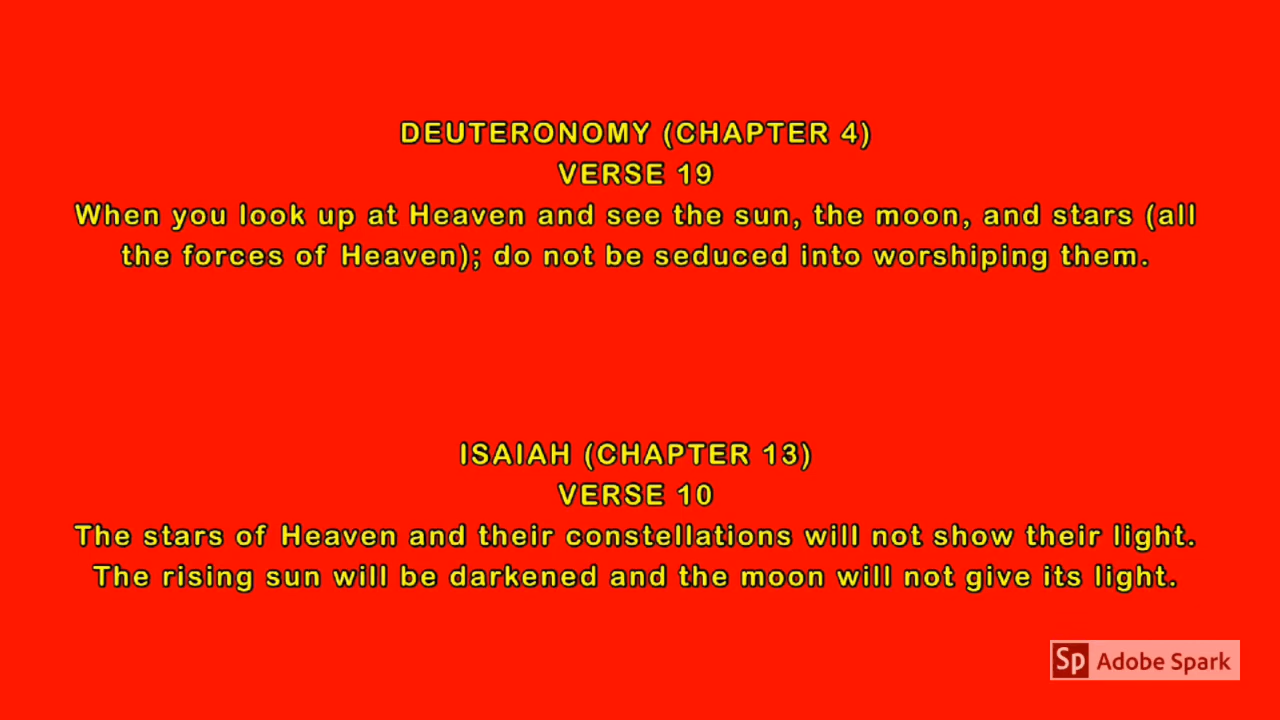 DEUTERONOMY (CHAPTER 4)
VERSE 19
When you look up at Heaven and see the sun, the moon, and stars (all
the forces of Heaven); do not be seduced into worshiping them.
ISAIAH (CHAPTER 13)
VERSE 10
The stars of Heaven and their constellations will not show their light.
The rising sun will be darkened and the moon will not give its light.
Sp Adobe Spark